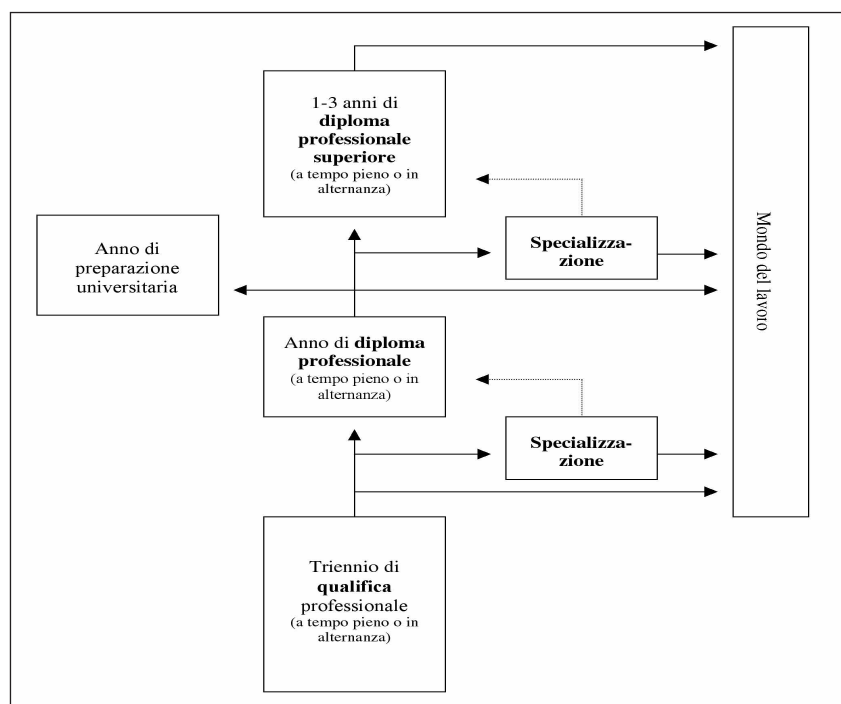 1-3 anni di
diploma
professionale
superiore
(a tempo pieno o in
alternanza)
Anno di
preparazione
universitaria
Specializza-
zione
Mondo del lavoro
Anno di diploma
professionale
(a tempo pieno o in
alternanza)
Specializza-
zione
Triennio di
qualifica
professionale
(a tempo pieno o in
alternanza)